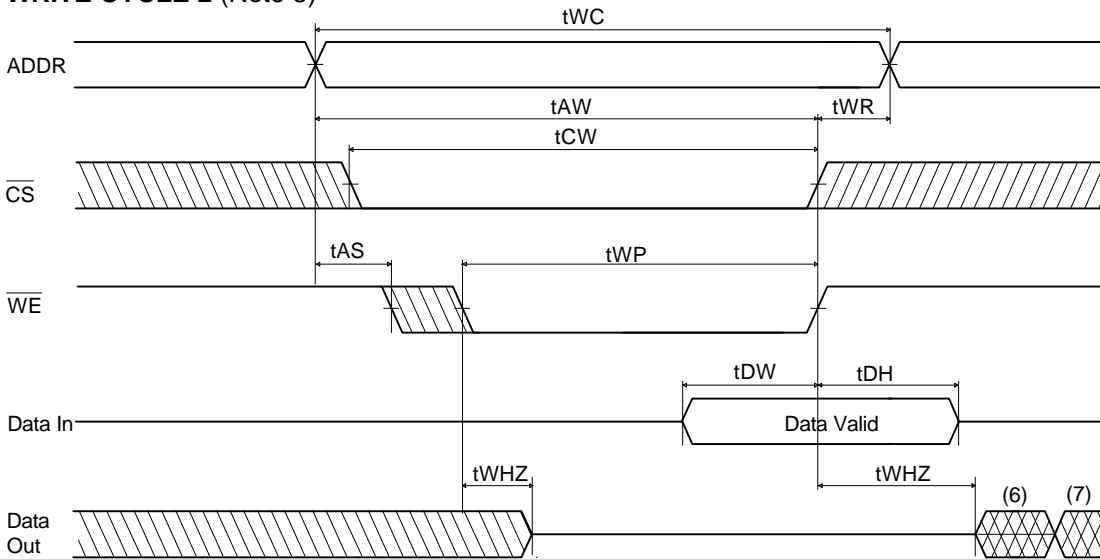 tWC
ADDR
tAW
tWR
tCW
CS
tAS
tWP
WE
tDW
tDH
Data In
Data Valid
tWHZ
tWHZ
(6)
(7)
Data
Out